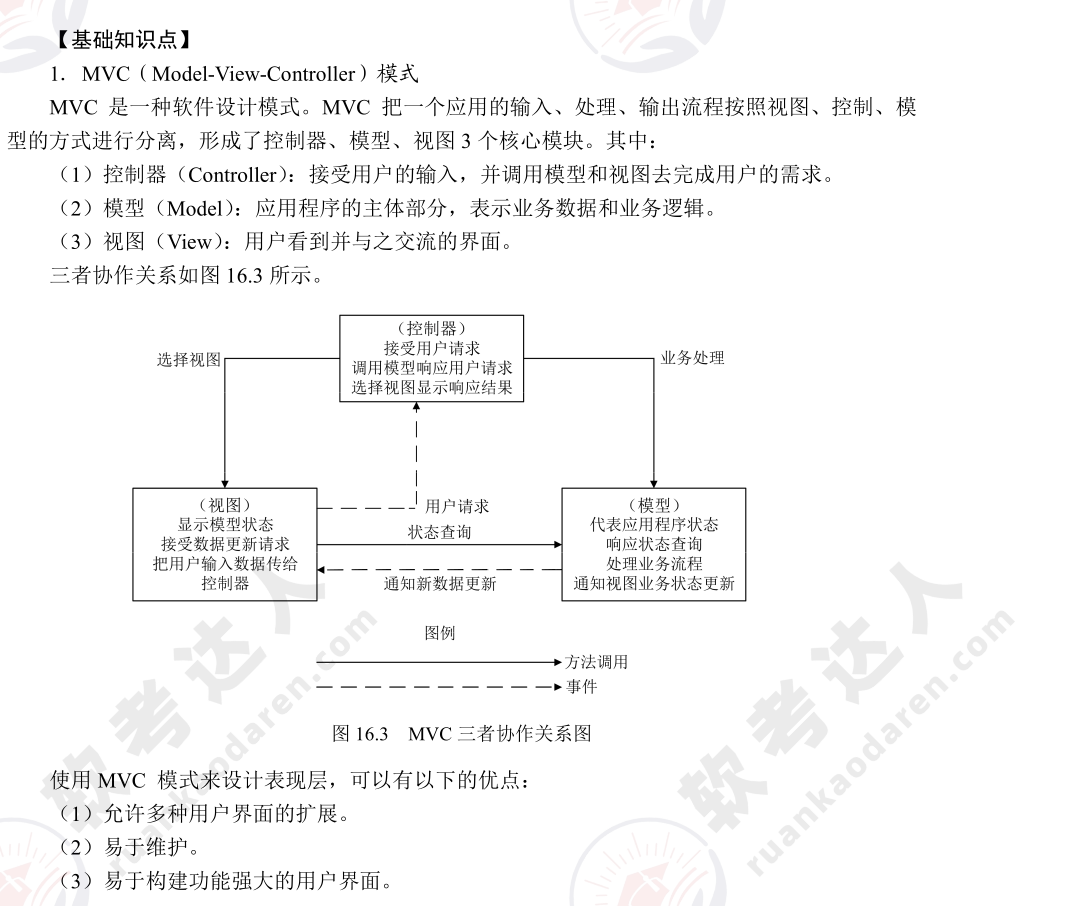 【基础知识点】
1．MVC（Model-View-Controller）模式
MVC 是一种软件设计模式。MVC 把一个应用的输入、处理、输出流程按照视图、控制、模
型的方式进行分离，形成了控制器、模型、视图 3 个核心模块。其中：
（1）控制器（Controller）：接受用户的输入，并调用模型和视图去完成用户的需求。
（2）模型（Model）：应用程序的主体部分，表示业务数据和业务逻辑。
（3）视图（View）：用户看到并与之交流的界面。
三者协作关系如图 16.3 所示。
（控制器）
接受用户请求
调用模型响应用户请求
选择视图显示响应结果
选择视图
业务处理
（视图）
显示模型状态
接受数据更新请求
把用户输入数据传给
控制器
用户请求
状态查询
通知新数据更新
（模型）
代表应用程序状态
响应状态查询
处理业务流程
通知视图业务状态更新
图例
方法调用
事件
图 16.3 MVC 三者协作关系图
使用 MVC 模式来设计表现层，可以有以下的优点：
（1）允许多种用户界面的扩展。
（2）易于维护。
（3）易于构建功能强大的用户界面。
软考达人
ruankaodaren.com
软考达人
ruankaodaren.com